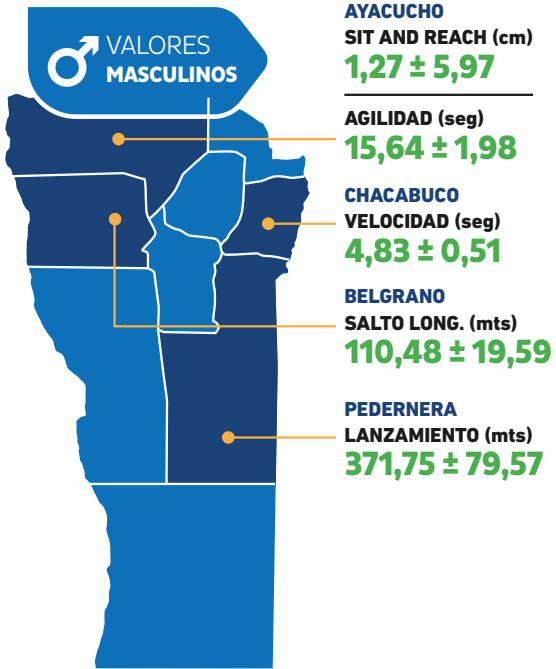 VALORES
MASCULINOS
AYACUCHO
SIT AND REACH (cm)
1,27 ± 5,97
AGILIDAD (seg)
15,64 ± 1,98
CHACABUCO
VELOCIDAD (seg)
4,83 ± 0,51
BELGRANO
SALTO LONG. (mts)
110,48 ± 19,59
PEDERNERA
LANZAMIENTO (mts)
371,75 ± 79,57